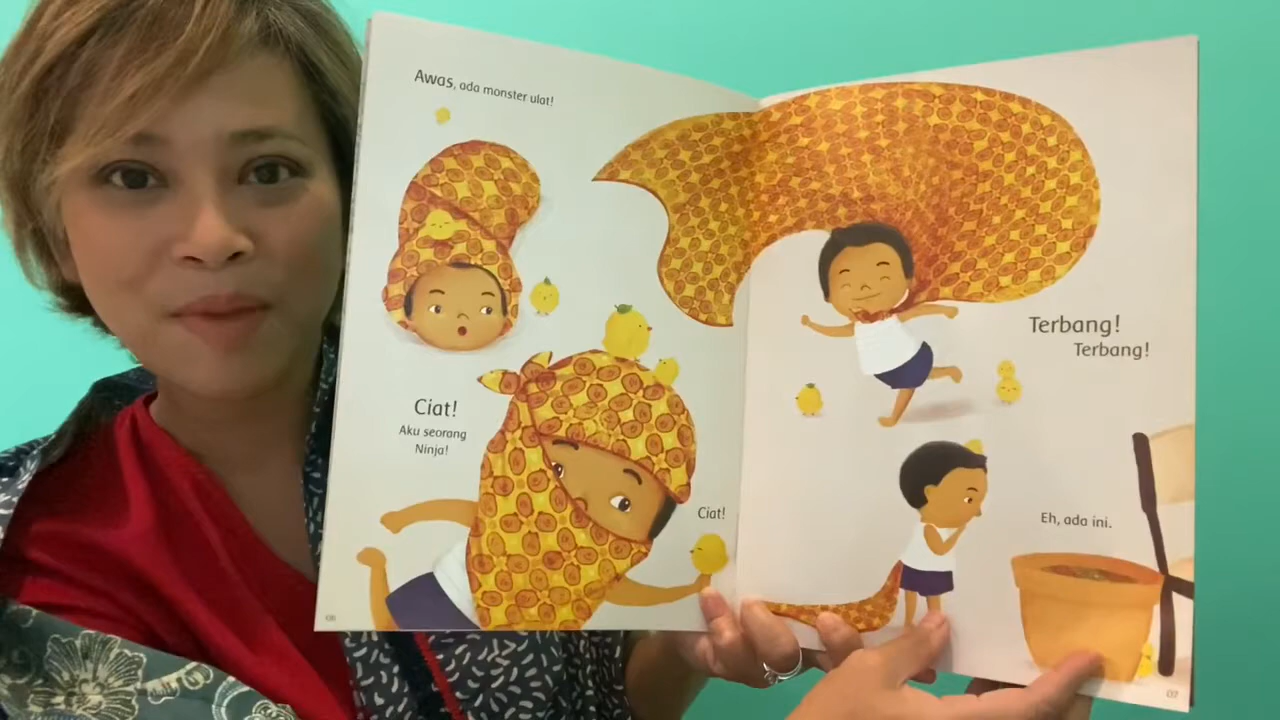 Awas, ada monster ulat!
Ciat!
Aku seorang
Ninja!
Ciat!
Terbang!
Terbang!
Eh, ada ini.